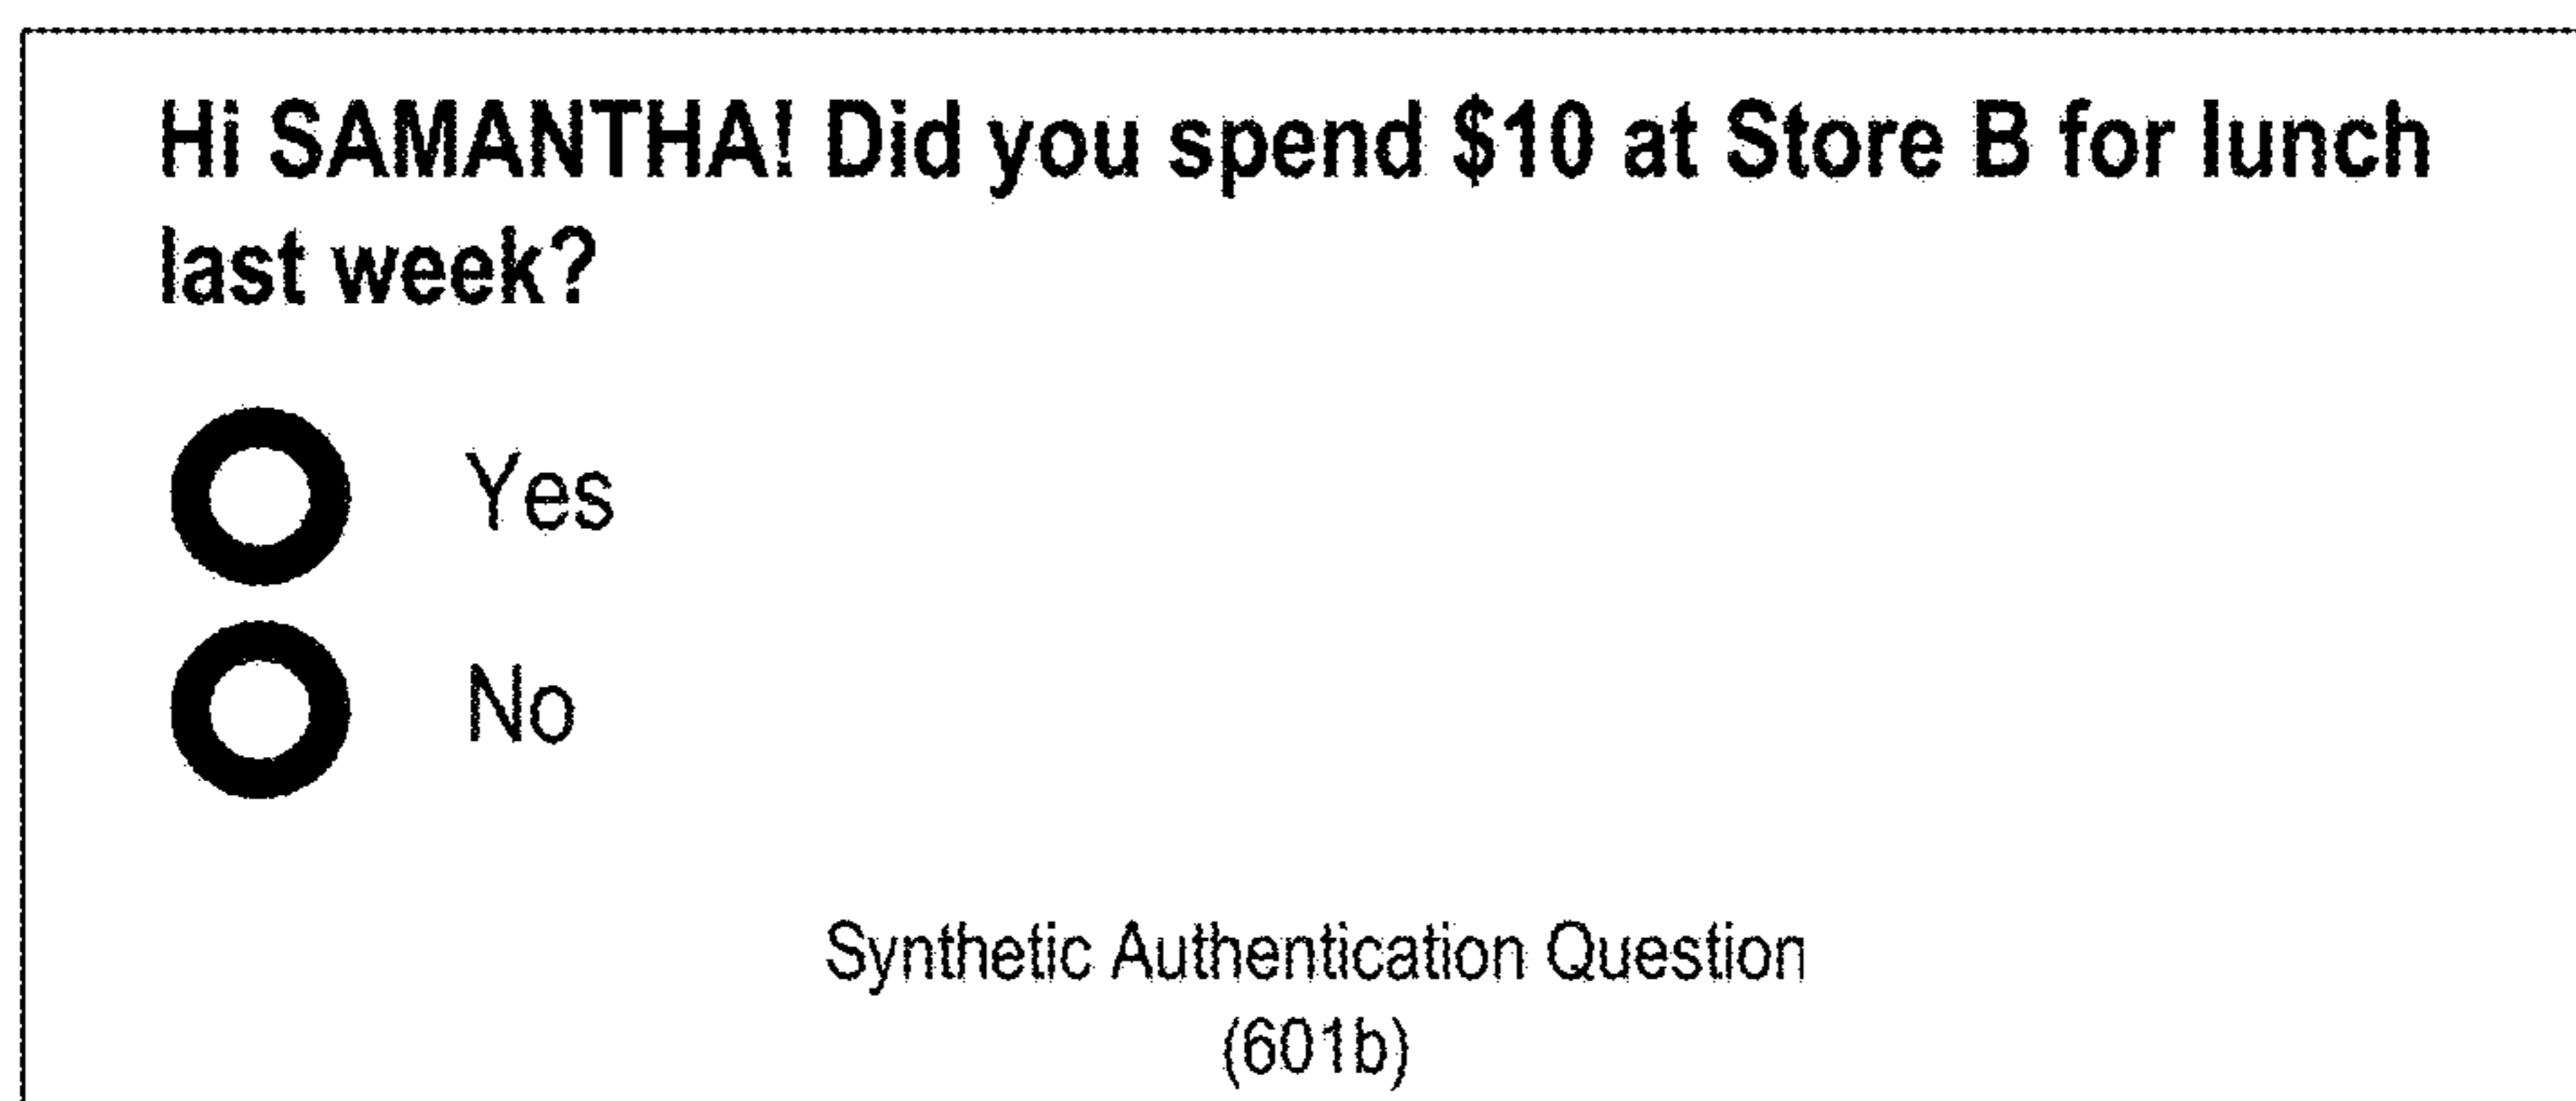 Hi SAMANTHA! Did you spend $10 at Store B for lunch
last week?
Yes
No
Synthetic Authentication Question
(601b)